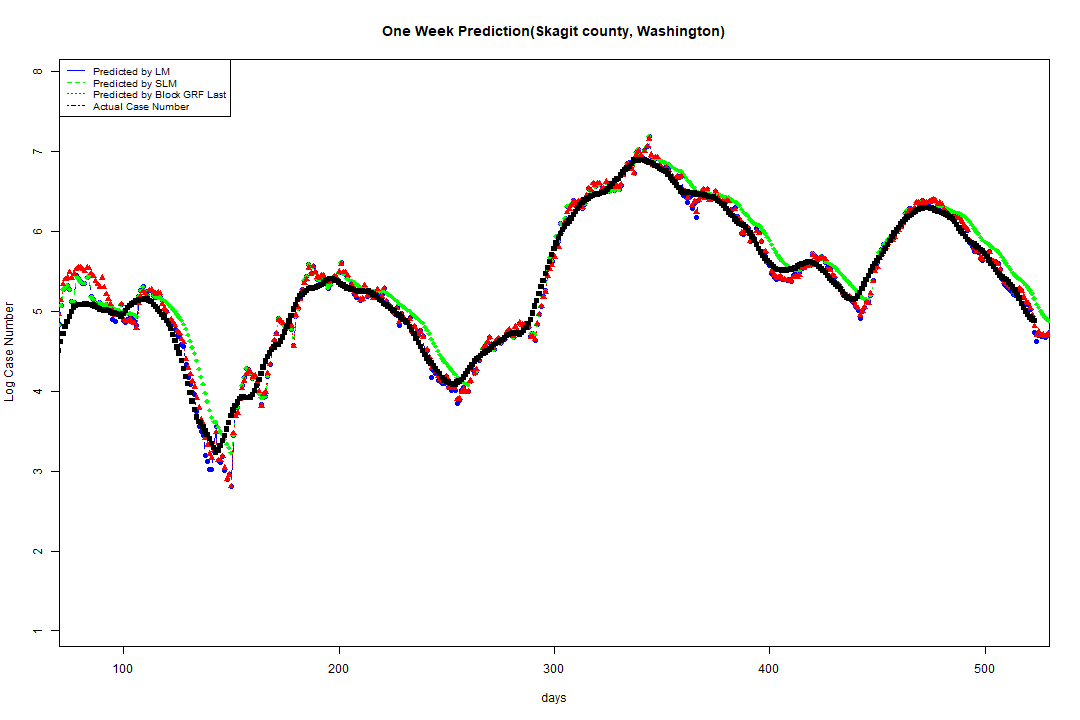 One Week Prediction(Skagit county, Washington)
Predicted by LM
Predicted by SLM
Predicted by Block GRF Last
Actual Case Number
8
7
6
5
4
3
2
1
Log Case Number
100 200 300 400 500
days